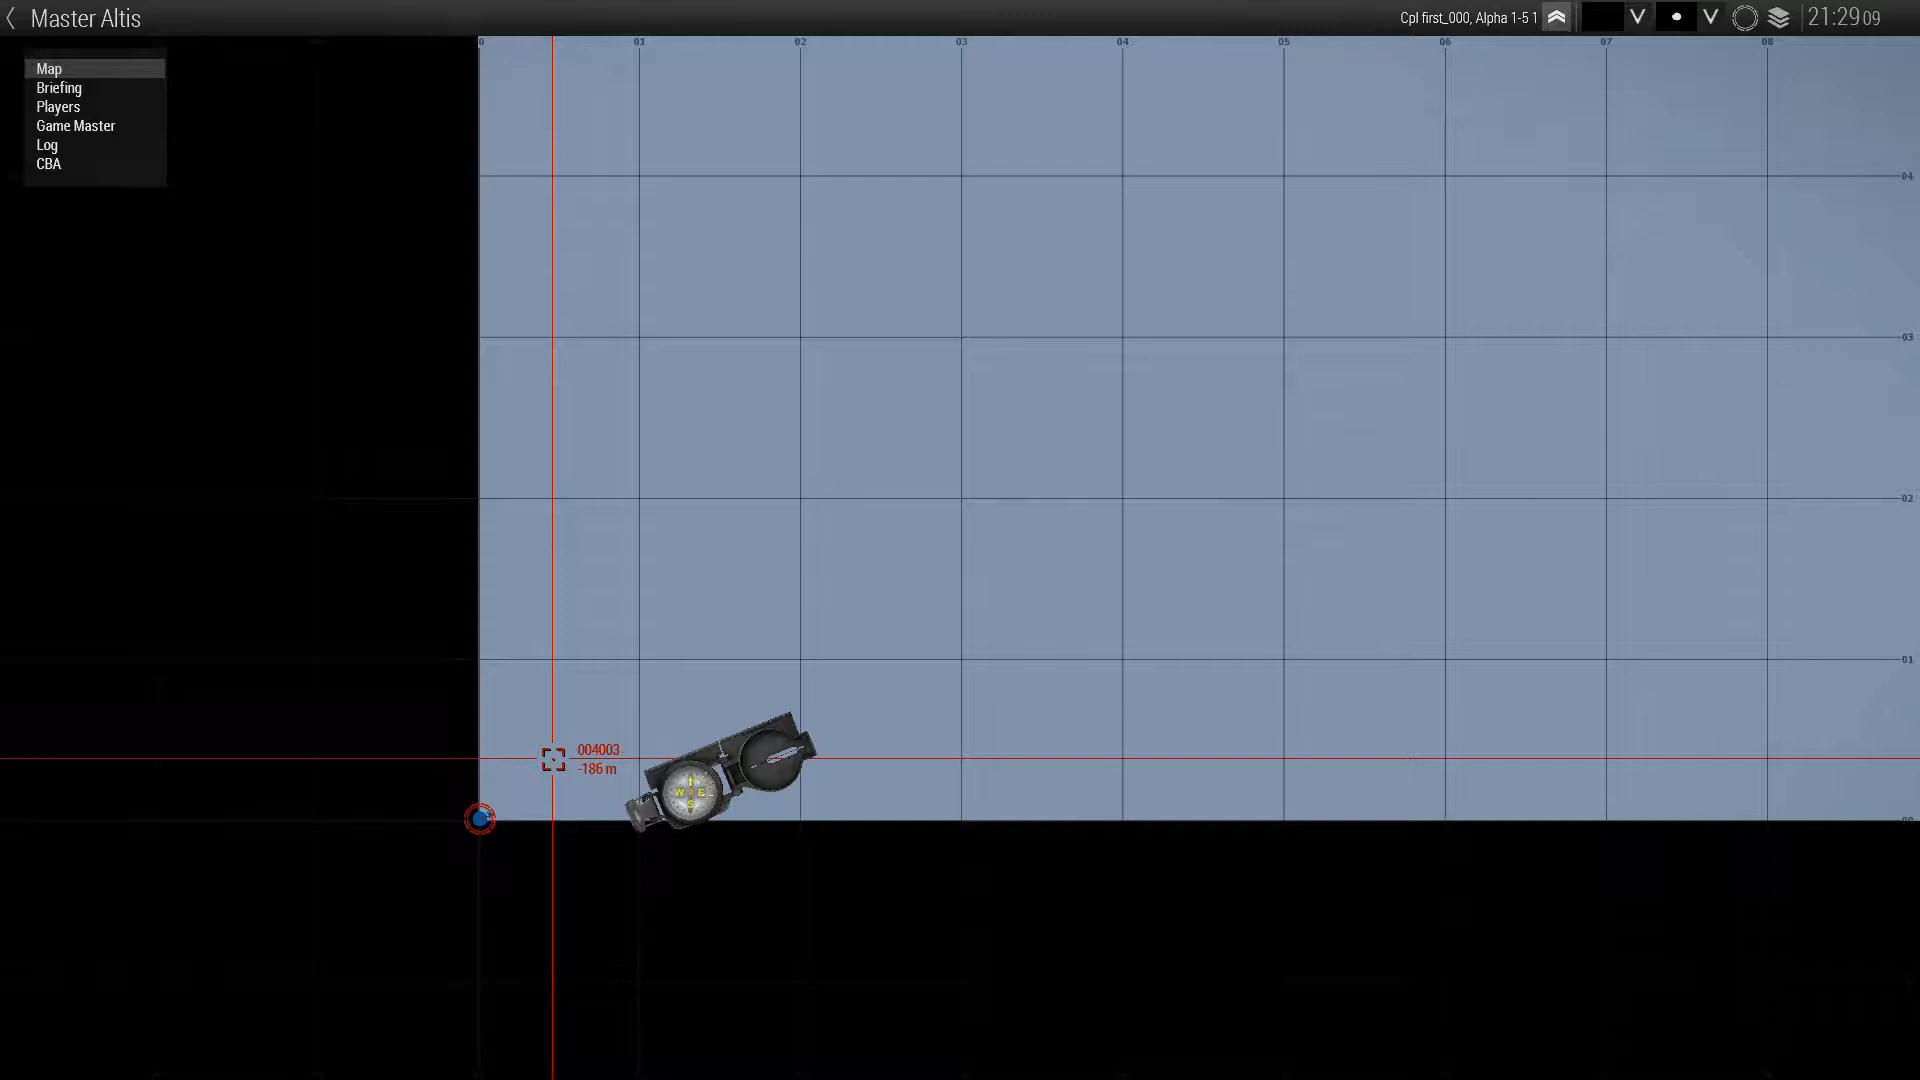 Master Altis
Cpl first_000, Alpha 1-5 1
21:29 09
Map
Briefing
Players
Game Master
Log
CBA
0 01 02 03 04 05 06 07 08
04
03
02
01
00
004003
-186 m
W E
S